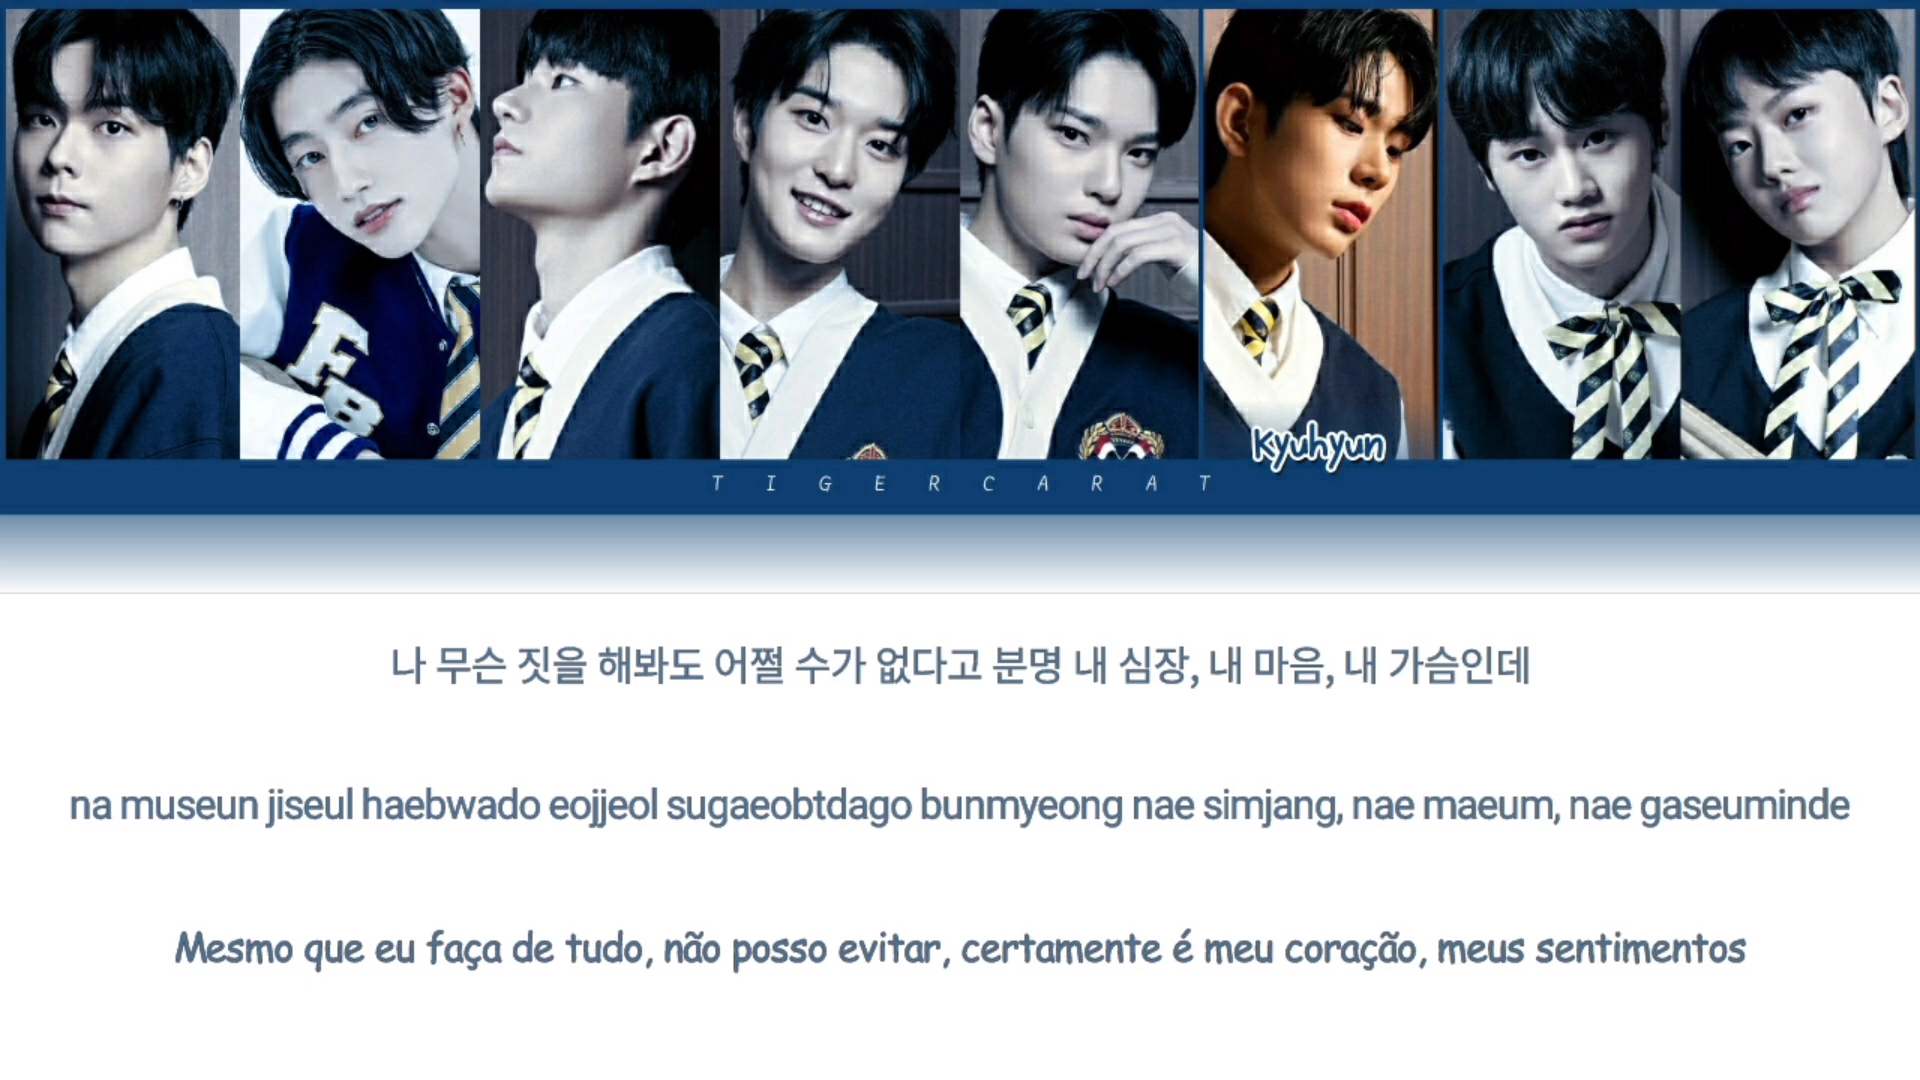 FB
Kyuhyun
TIGERCARAT
나 무슨 짓을 해봐도 어쩔 수가 없다고 분명 내 심장, 내 마음, 내 가슴인데
na museun jiseul haebwado eojjeol sugaeobtdago bunmyeong nae simjang, nae maeum, nae gaseuminde
Mesmo que eu faça de tudo, não posso evitar, certamente é meu coração, meus sentimentos